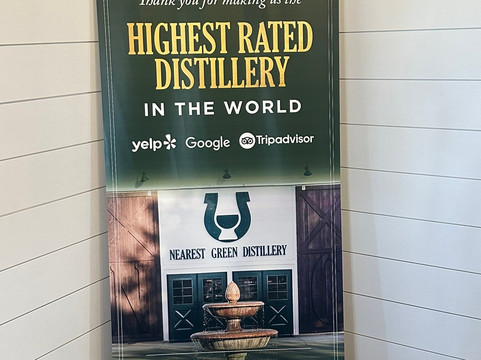 Thank you for making us the
HIGHEST RATED
DISTILLERY
IN THE WORLD
yelp Google Tripadvisor
NEAREST GREEN DISTILLERY